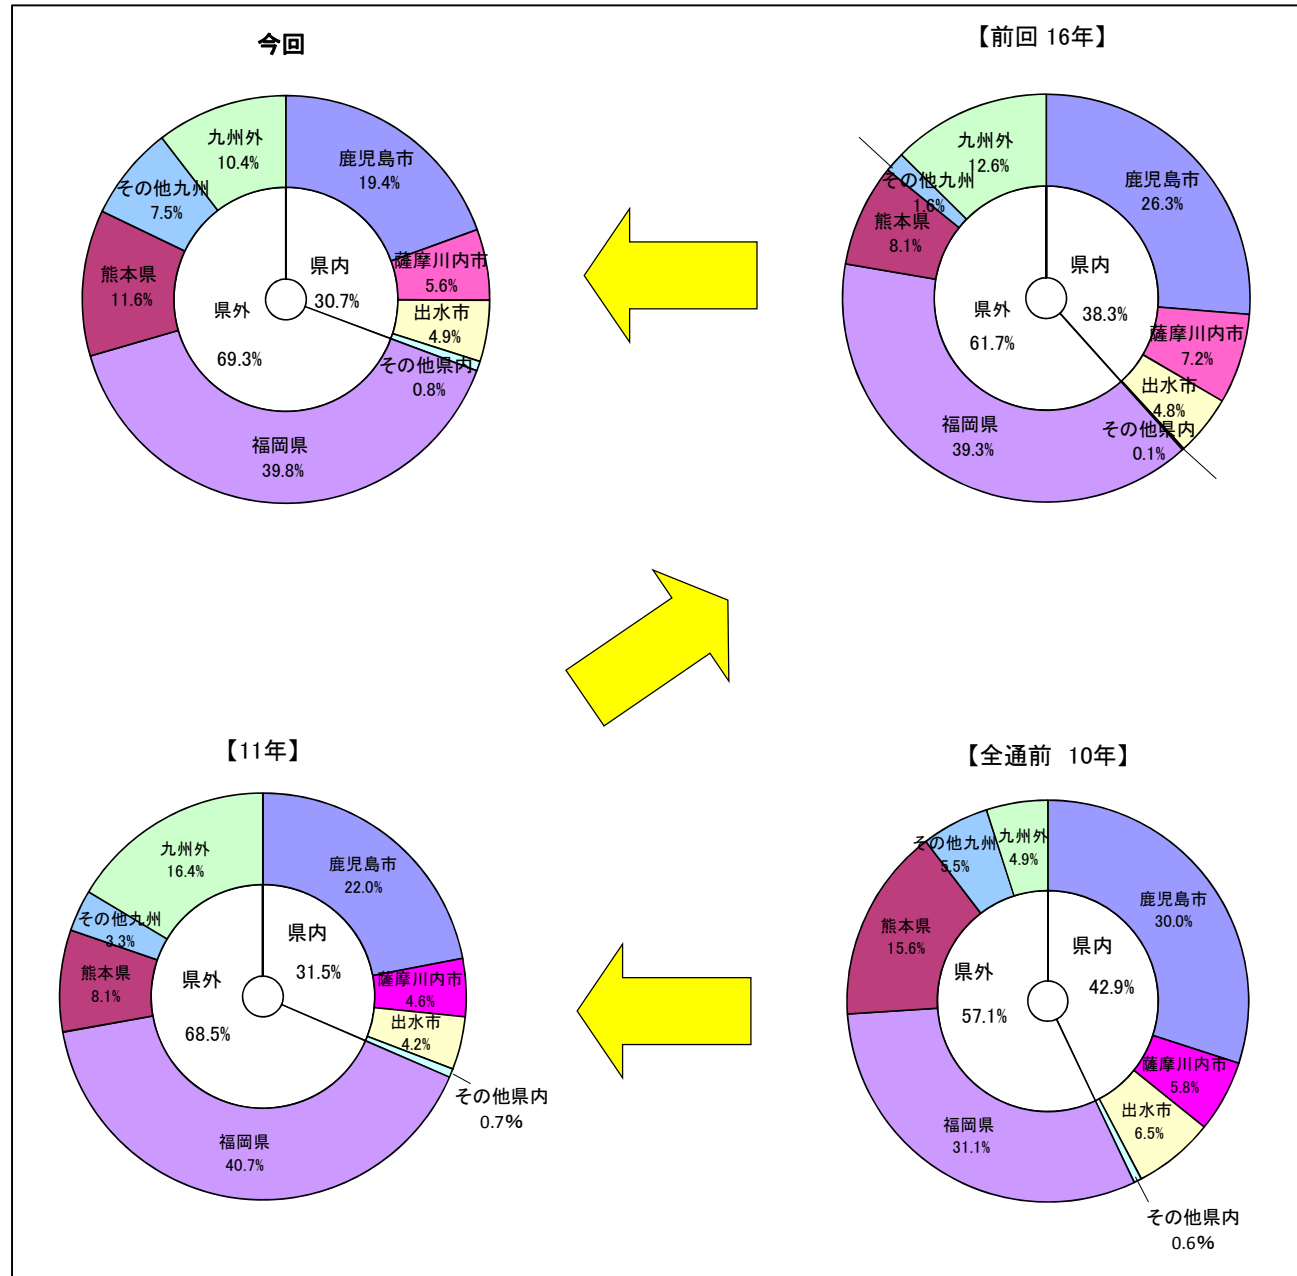 今回
九州外
10.4%
鹿児島市
19.4%
その他九州
7.5%
熊本県
11.6%
県内
30.7%
薩摩川内市
5.6%
県外
69.3%
出水市
4.9%
その他県内
0.8%
福岡県
39.8%
【前回 16年】
九州外
12.6%
鹿児島市
26.3%
その他九州
1.6%
熊本県
8.1%
県内
38.3%
県外
61.7%
薩摩川内市
7.2%
出水市
4.8%
その他県内
0.1%
福岡県
39.3%
【11年】
九州外
16.4%
鹿児島市
22.0%
その他九州
3.3%
熊本県
8.1%
県内
31.5%
県外
68.5%
薩摩川内市
4.6%
出水市
4.2%
その他県内
0.7%
福岡県
40.7%
【全通前 10年】
九州外
4.9%
その他九州
5.5%
鹿児島市
30.0%
熊本県
15.6%
県内
42.9%
県外
57.1%
薩摩川内市
5.8%
出水市
6.5%
福岡県
31.1%
その他県内
0.6%